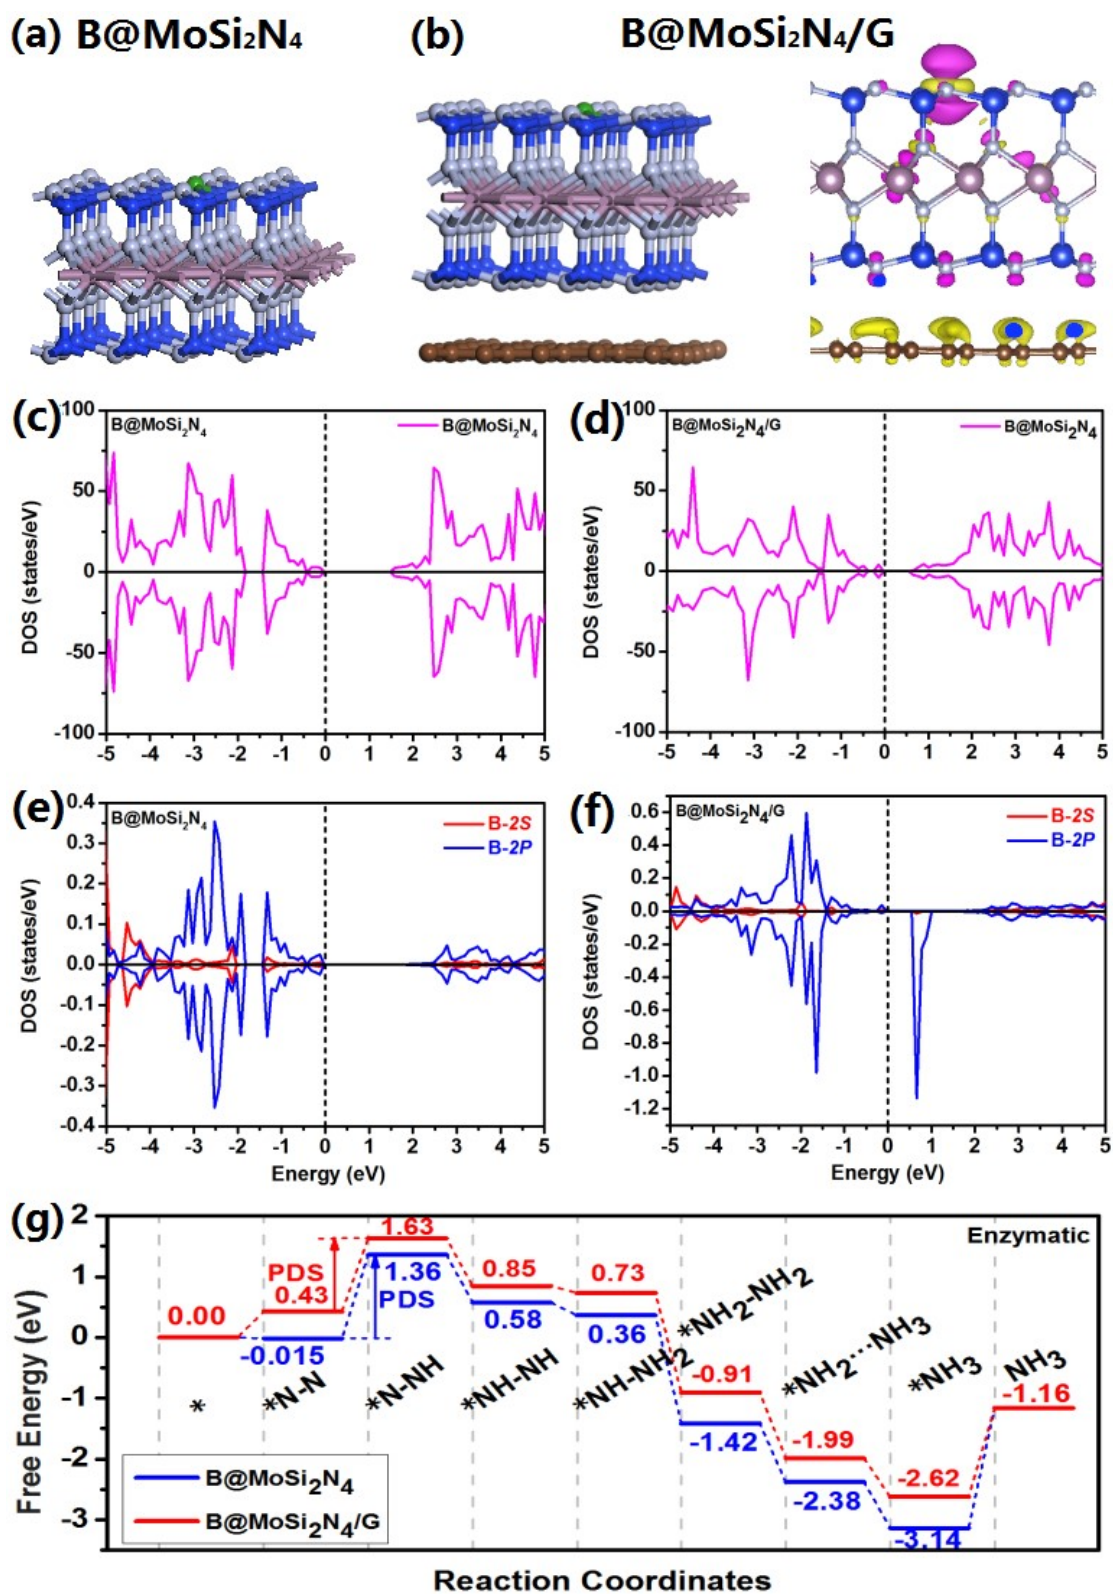 (a) B@MoSi₂N₄
(b) B@MoSi₂N₄/G
(c)
B@MoSi₂N₄
B@MoSi₂N₄
DOS (states/eV)
100
50
0
-50
-100
-5 -4 -3 -2 -1 0 1 2 3 4 5
(d)
B@MoSi₂N₄/G
B@MoSi₂N₄
DOS (states/eV)
100
50
0
-50
-100
-5 -4 -3 -2 -1 0 1 2 3 4 5
(e)
B@MoSi₂N₄
B-2S
B-2P
DOS (states/eV)
0.4
0.3
0.2
0.1
0.0
-0.1
-0.2
-0.3
-0.4
-5 -4 -3 -2 -1 0 1 2 3 4 5
Energy (eV)
(f)
B@MoSi₂N₄/G
B-2S
B-2P
DOS (states/eV)
0.6
0.4
0.2
0.0
-0.2
-0.4
-0.6
-0.8
-1.0
-1.2
-5 -4 -3 -2 -1 0 1 2 3 4 5
Energy (eV)
(g)
Enzymatic
Free Energy (eV)
2
1
0
-1
-2
-3
0.00
PDS
0.43
1.63
0.85
0.73
-0.91
-1.99
-2.62
-1.16
-0.015
1.36
PDS
0.58
0.36
-1.42
-2.38
-3.14
*
*N-N
*N-NH
*NH-NH
*NH-NH₂
*NH₂-NH₂
*NH₂···NH₃
*NH₃
NH₃
B@MoSi₂N₄
B@MoSi₂N₄/G
Reaction Coordinates